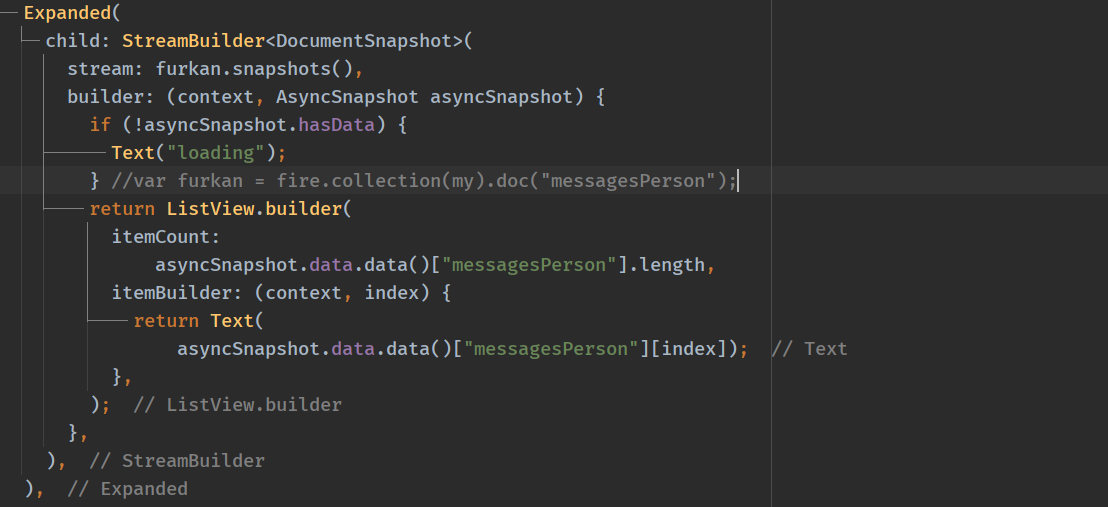 Expanded(
child: StreamBuilder<DocumentSnapshot>(
stream: furkan.snapshots(),
builder: (context, AsyncSnapshot asyncSnapshot) {
if (!asyncSnapshot.hasData) {
Text("loading");
} //var furkan = fire.collection(my).doc("messagesPerson");
return ListView.builder(
itemCount:
asyncSnapshot.data.data()["messagesPerson"].length,
itemBuilder: (context, index) {
return Text(
asyncSnapshot.data.data()["messagesPerson"][index]); // Text
},
); // ListView.builder
},
), // StreamBuilder
), // Expanded